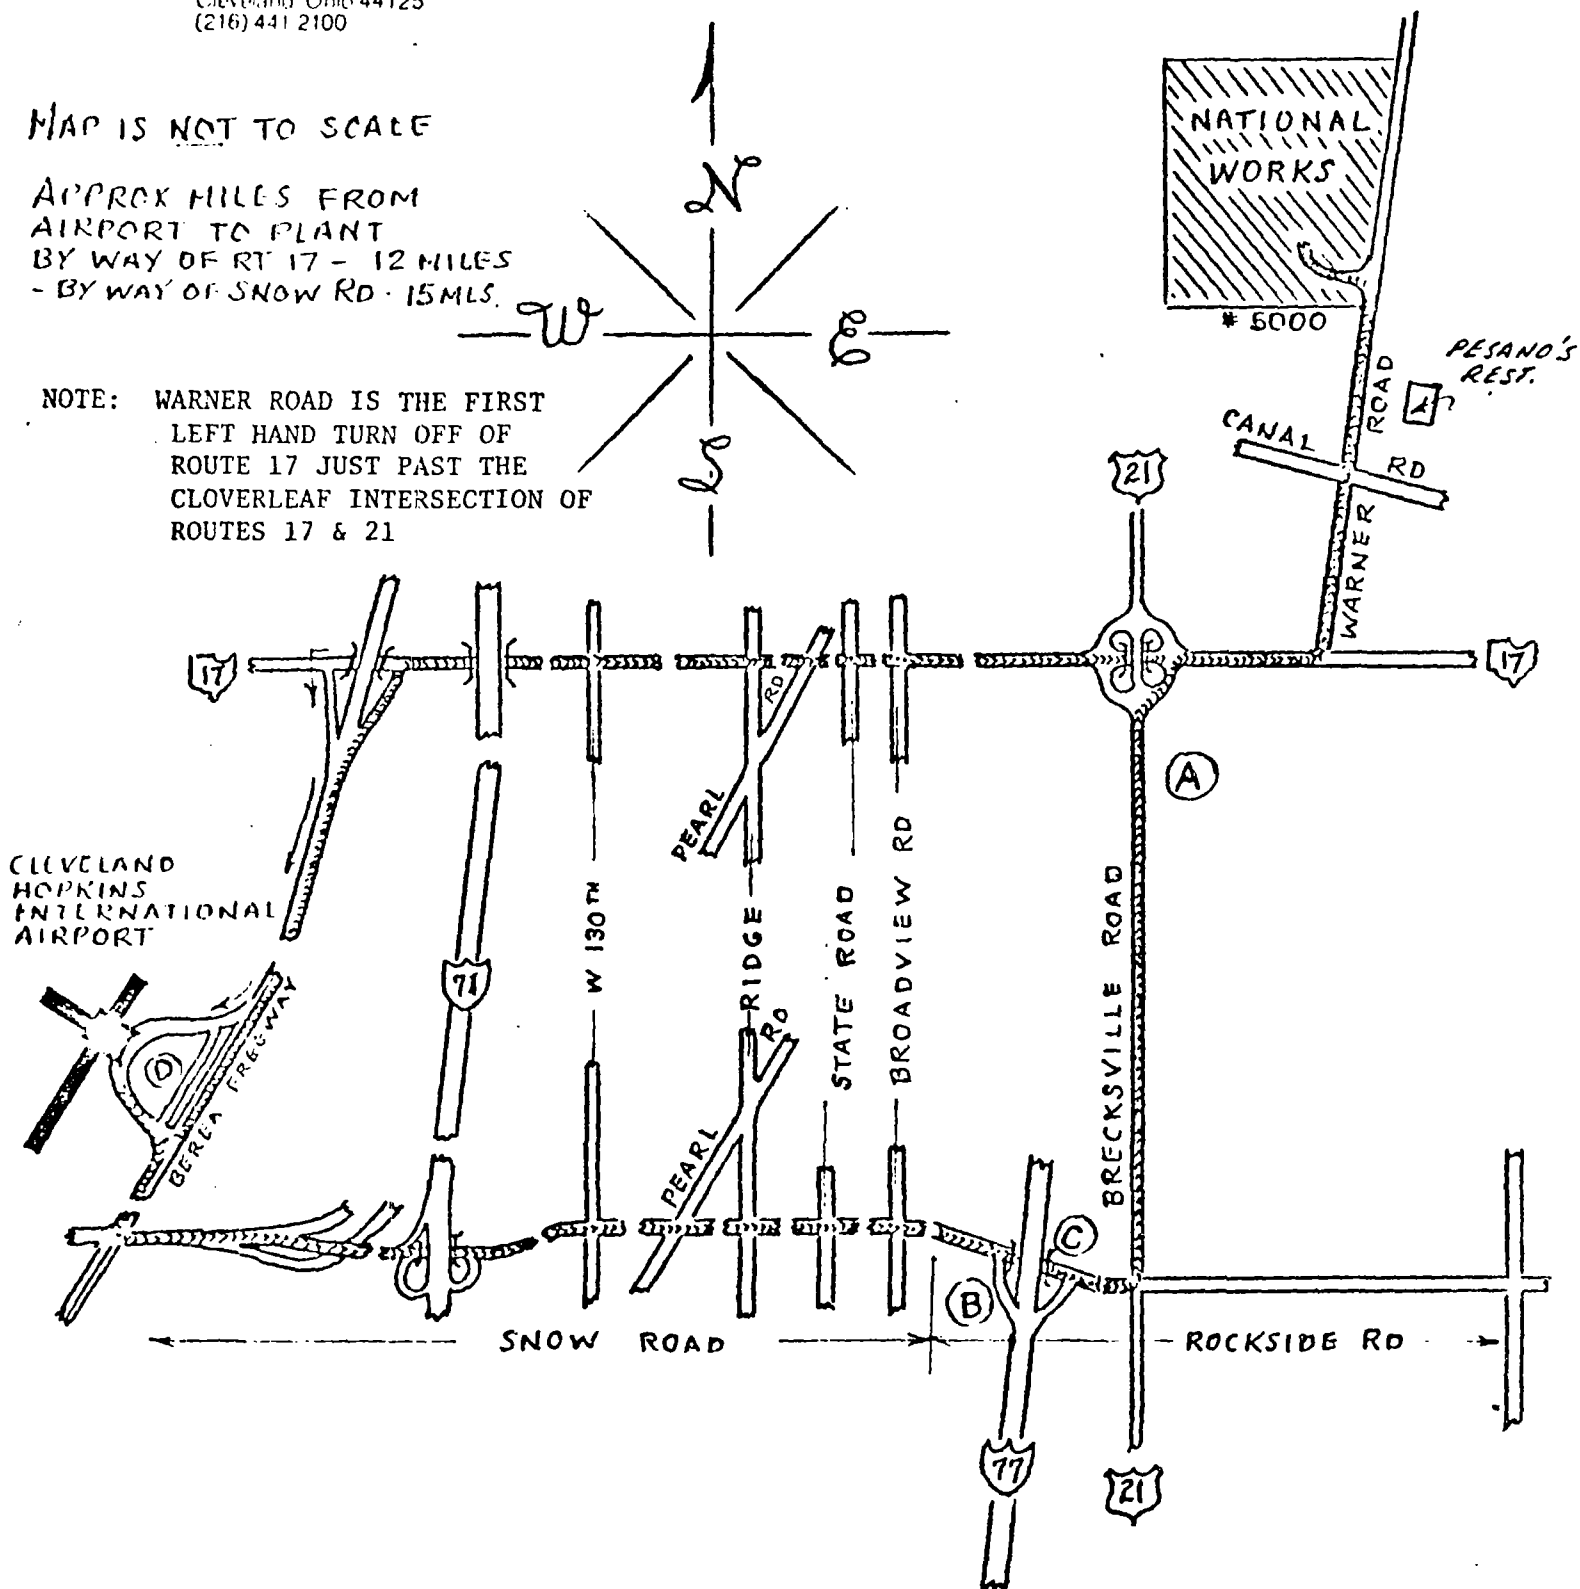 Cleveland Ohio 44125
(216) 441 2100
MAP IS NOT TO SCALE
APPROX MILES FROM
AIRPORT TO PLANT
BY WAY OF RT 17 - 12 MILES
- BY WAY OF SNOW RD - 15 MLS.
NOTE: WARNER ROAD IS THE FIRST
LEFT HAND TURN OFF OF
ROUTE 17 JUST PAST THE
CLOVERLEAF INTERSECTION OF
ROUTES 17 & 21
N
W
E
S
NATIONAL
WORKS
# 5000
PESANO'S
REST.
CANAL RD
WARNER ROAD
21
17
17
A
PEARL RD
CLEVELAND
HOPKINS
INTERNATIONAL
AIRPORT
D
BEREA FREEWAY
71
W 130TH
RIDGE
STATE ROAD
BROADVIEW RD
BRECKSVILLE ROAD
PEARL RD
B
C
SNOW ROAD
ROCKSIDE RD
77
21